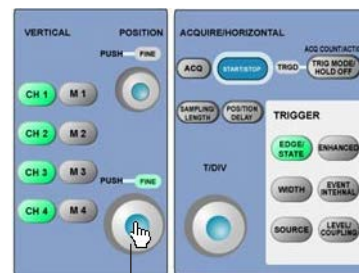 VERTICAL POSITION
PUSH FINE
CH 1 M 1
CH 2 M 2
CH 3 M 3
PUSH FINE
CH 4 M 4
ACQUIRE/HORIZONTAL
ACQ COUNT/ACTI
ACQ START/STOP TRGD TRIG MODE/
HOLD OFF
SAMPLING
LENGTH
POSITION
DELAY
TRIGGER
EDGE/
STATE
ENHANCED
T/DIV
WIDTH
EVENT
INTERVAL
SOURCE
LEVEL/
COUPLING